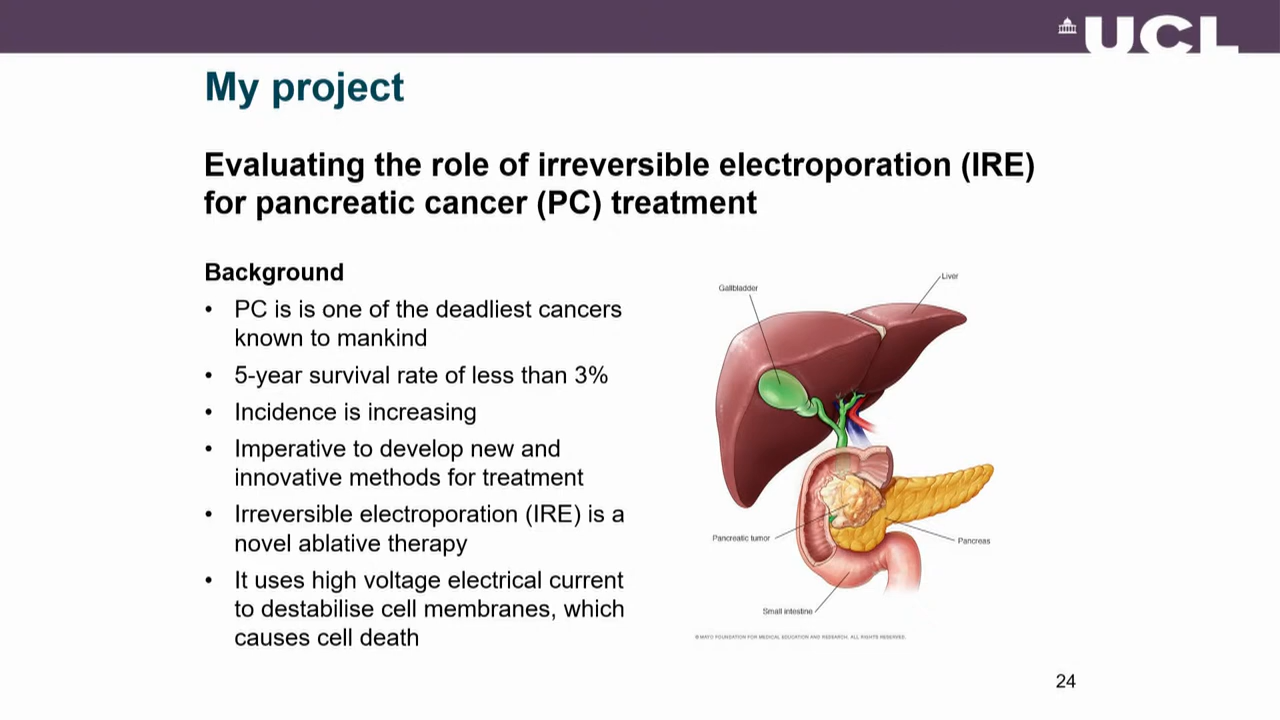 UCL
My project
Evaluating the role of irreversible electroporation (IRE)
for pancreatic cancer (PC) treatment
Background
• PC is is one of the deadliest cancers
known to mankind
• 5-year survival rate of less than 3%
• Incidence is increasing
• Imperative to develop new and
innovative methods for treatment
• Irreversible electroporation (IRE) is a
novel ablative therapy
• It uses high voltage electrical current
to destabilise cell membranes, which
causes cell death
Liver
Gallbladder
Pancreatic tumor
Pancreas
Small intestine
© MAYO FOUNDATION FOR MEDICAL EDUCATION AND RESEARCH. ALL RIGHTS RESERVED.
24